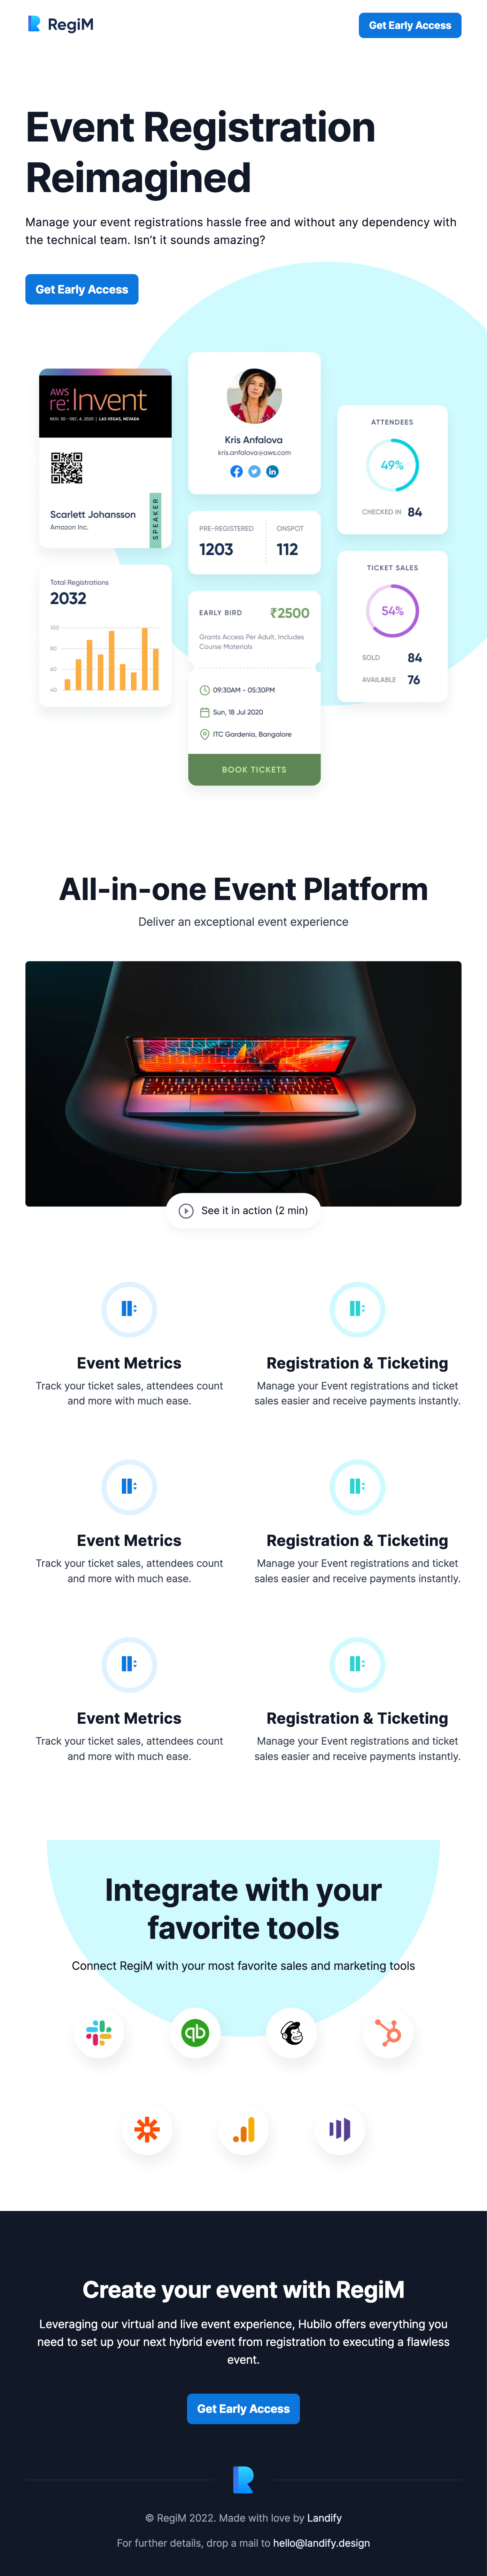 RegiM
Get Early Access
Event Registration
Reimagined
Manage your event registrations hassle free and without any dependency with
the technical team. Isn't it sounds amazing?
Get Early Access
AWS
re:Invent
NOV. 30 – DEC. 4, 2020 | LAS VEGAS, NEVADA
Scarlett Johansson
Amazon Inc.
SPEAKER
Total Registrations
2032
100
80
60
40
Kris Anfalova
kris.anfalova@aws.com
PRE-REGISTERED
1203
ONSPOT
112
EARLY BIRD
₹2500
Grants Access Per Adult, Includes
Course Materials
09:30AM - 05:30PM
Sun, 18 Jul 2020
ITC Gardenia, Bangalore
BOOK TICKETS
ATTENDEES
49%
CHECKED IN 84
TICKET SALES
54%
SOLD 84
AVAILABLE 76
All-in-one Event Platform
Deliver an exceptional event experience
See it in action (2 min)
Event Metrics
Track your ticket sales, attendees count
and more with much ease.
Registration & Ticketing
Manage your Event registrations and ticket
sales easier and receive payments instantly.
Event Metrics
Track your ticket sales, attendees count
and more with much ease.
Registration & Ticketing
Manage your Event registrations and ticket
sales easier and receive payments instantly.
Event Metrics
Track your ticket sales, attendees count
and more with much ease.
Registration & Ticketing
Manage your Event registrations and ticket
sales easier and receive payments instantly.
Integrate with your
favorite tools
Connect RegiM with your most favorite sales and marketing tools
qb
Create your event with RegiM
Leveraging our virtual and live event experience, Hubilo offers everything you
need to set up your next hybrid event from registration to executing a flawless
event.
Get Early Access
© RegiM 2022. Made with love by Landify
For further details, drop a mail to hello@landify.design